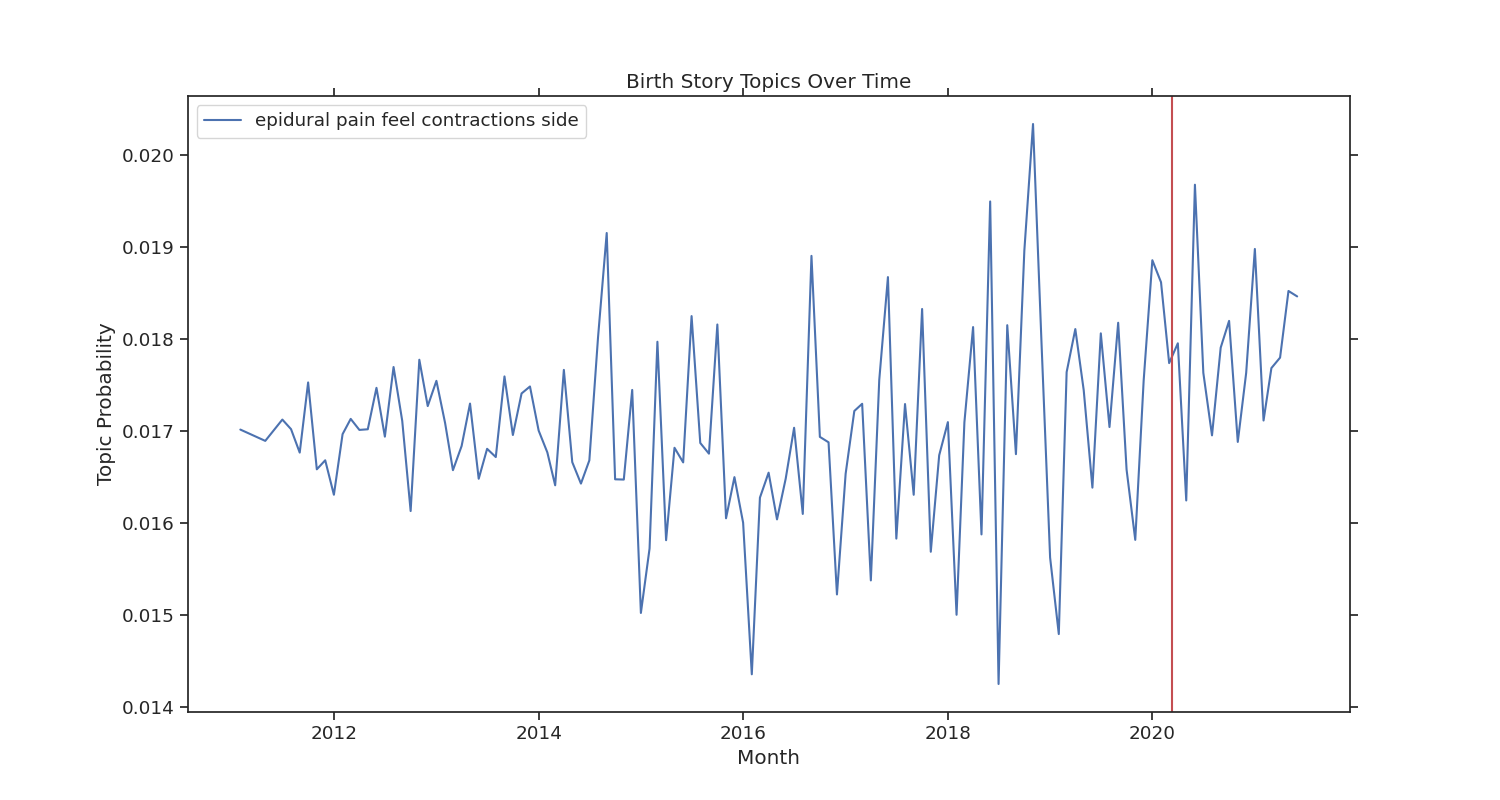 Birth Story Topics Over Time
epidural pain feel contractions side
Topic Probability
0.020
0.019
0.018
0.017
0.016
0.015
0.014
2012 2014 2016 2018 2020
Month